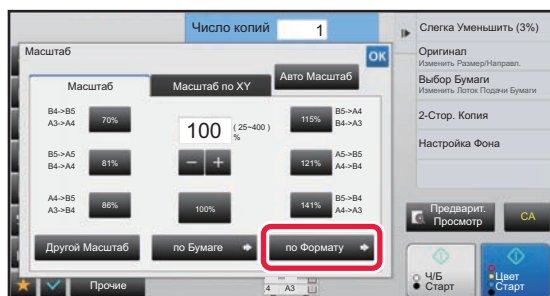 Число копий 1
Масштаб
OK
Масштаб
Масштаб по XY
Авто Масштаб
B4->B5
A3->A4
70%
100
(25~400)
%
115%
B5->A4
B4->A3
B5->A5
B4->A4
81%
− +
121%
A5->B5
A4->B4
A4->B5
A3->B4
86%
100%
141%
B5->B4
A4->A3
Другой Масштаб
по Бумаге
по Формату
Прочие
4 A3
Слегка Уменьшить (3%)
Оригинал
Изменить Размер/Направл.
Выбор Бумаги
Изменить Лоток Подачи Бумаги
2-Стор. Копия
Настройка Фона
Предварит.
Просмотр
CA
Ч/Б
Старт
Цвет
Старт